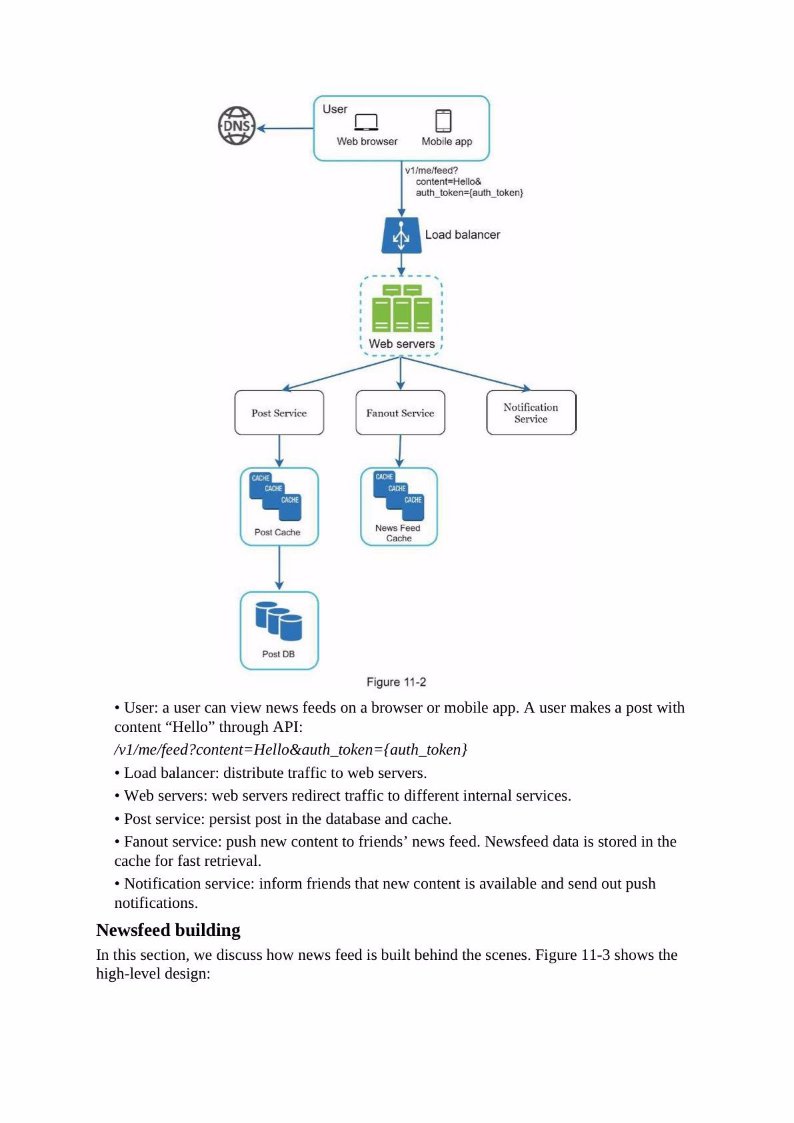 User
DNS
Web browser
Mobile app
v1/me/feed?
content=Hello&
auth_token={auth_token}
Load balancer
Web servers
Post Service
Fanout Service
Notification
Service
CACHE
CACHE
CACHE
CACHE
CACHE
CACHE
Post Cache
News Feed
Cache
Post DB
Figure 11-2
• User: a user can view news feeds on a browser or mobile app. A user makes a post with
content “Hello” through API:
/v1/me/feed?content=Hello&auth_token={auth_token}
• Load balancer: distribute traffic to web servers.
• Web servers: web servers redirect traffic to different internal services.
• Post service: persist post in the database and cache.
• Fanout service: push new content to friends’ news feed. Newsfeed data is stored in the
cache for fast retrieval.
• Notification service: inform friends that new content is available and send out push
notifications.
Newsfeed building
In this section, we discuss how news feed is built behind the scenes. Figure 11-3 shows the
high-level design: